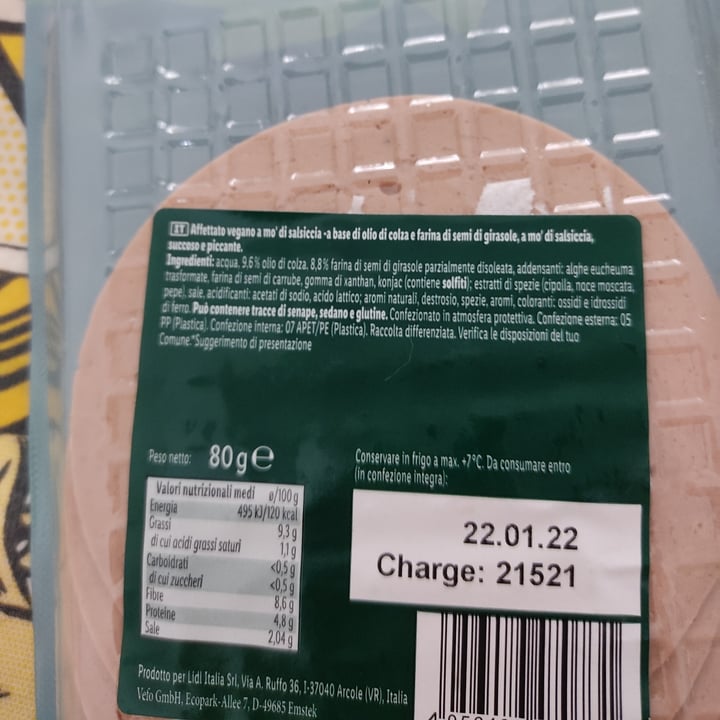 IT Affettato vegano a mo' di salsiccia -a base di olio di colza e farina di semi di girasole, a mo' di salsiccia,
succoso e piccante.
Ingredienti: acqua, 9,6% olio di colza, 8,8% farina di semi di girasole parzialmente disoleata, addensanti: alghe eucheuma
trasformate, farina di semi di carrube, gomma di xanthan, konjac (contiene solfiti); estratti di spezie (cipolla, noce moscata,
pepe), sale, acidificanti: acetati di sodio, acido lattico; aromi naturali, destrosio, spezie, aromi, coloranti: ossidi e idrossidi
di ferro. Può contenere tracce di senape, sedano e glutine. Confezionato in atmosfera protettiva. Confezione esterna: 05
PP (Plastica). Confezione interna: 07 APET/PE (Plastica). Raccolta differenziata. Verifica le disposizioni del tuo
Comune.*Suggerimento di presentazione
Peso netto: 80g e
Conservare in frigo a max. +7°C. Da consumare entro
(in confezione integra):
22.01.22
Charge: 21521
Valori nutrizionali medi ø/100 g
Energia 495 kJ/120 kcal
Grassi 9,3 g
di cui acidi grassi saturi 1,1 g
Carboidrati <0,5 g
di cui zuccheri <0,5 g
Fibre 8,6 g
Proteine 4,8 g
Sale 2,04 g
Prodotto per Lidl Italia Srl, Via A. Ruffo 36, I-37040 Arcole (VR), Italia
Vefo GmbH, Ecopark-Allee 7, D-49685 Emstek